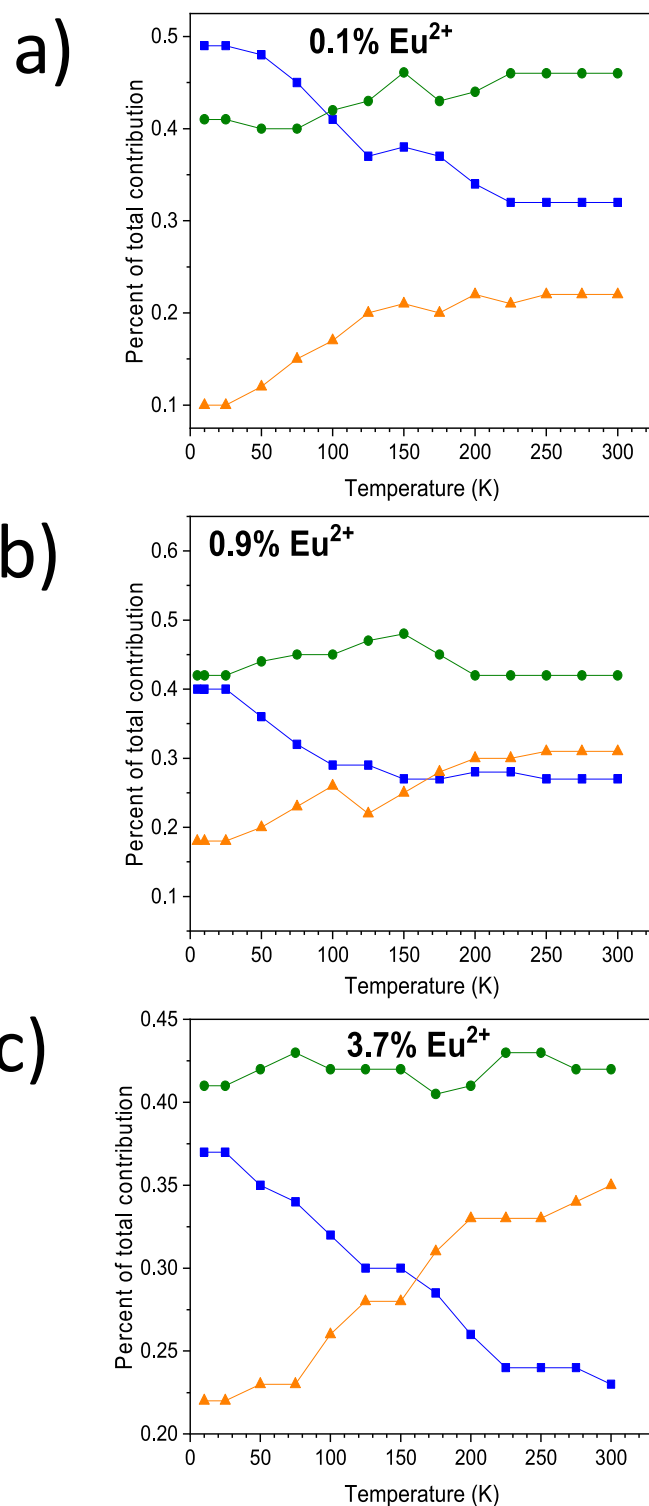 a)
0.1% Eu²⁺
0.5
0.4
0.3
0.2
0.1
Percent of total contribution
0 50 100 150 200 250 300
Temperature (K)
b)
0.9% Eu²⁺
0.6
0.5
0.4
0.3
0.2
0.1
Percent of total contribution
0 50 100 150 200 250 300
Temperature (K)
c)
3.7% Eu²⁺
0.45
0.40
0.35
0.30
0.25
0.20
Percent of total contribution
0 50 100 150 200 250 300
Temperature (K)